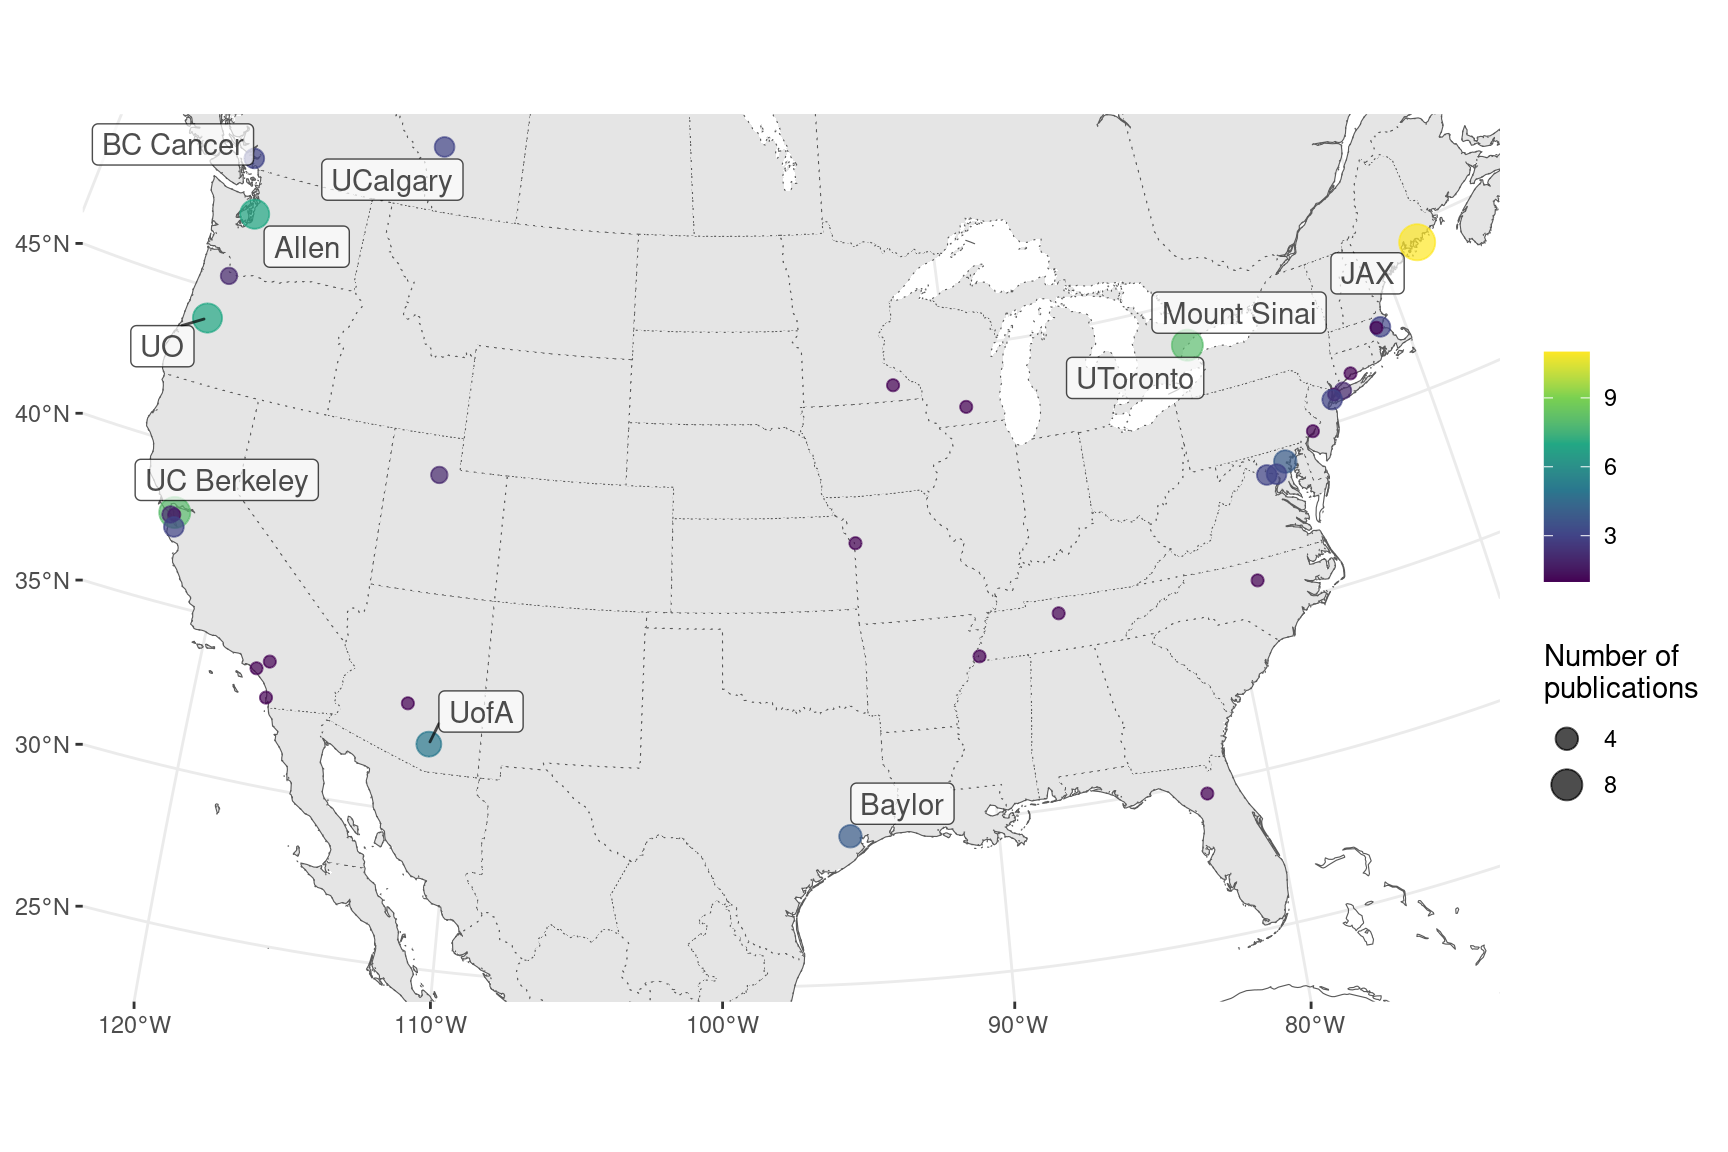 BC Cancer
UCalgary
Allen
45°N
JAX
Mount Sinai
UO
UToronto
9
40°N
6
UC Berkeley
3
35°N
Number of
publications
UofA
4
30°N
8
Baylor
25°N
120°W
110°W
100°W
90°W
80°W